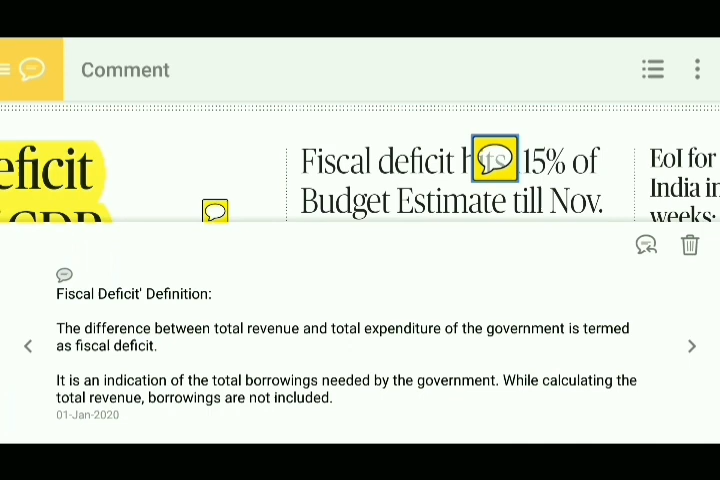 Comment
eficit
Fiscal deficit hits 15% of
Budget Estimate till Nov.
EoI for
India in
weeks:
Fiscal Deficit' Definition:
The difference between total revenue and total expenditure of the government is termed
as fiscal deficit.
It is an indication of the total borrowings needed by the government. While calculating the
total revenue, borrowings are not included.
01-Jan-2020